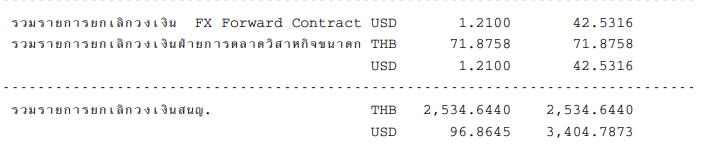 รวมรายการยกเลิกวงเงิน FX Forward Contract USD 1.2100 42.5316
รวมรายการยกเลิกวงเงินฝ่ายการตลาดวิสาหกิจขนาดก THB 71.8758 71.8758
USD 1.2100 42.5316
รวมรายการยกเลิกวงเงินสนญ. THB 2,534.6440 2,534.6440
USD 96.8645 3,404.7873